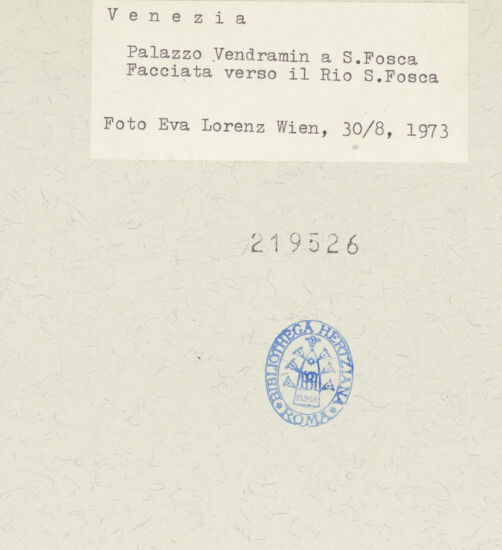 Venezia
Palazzo Vendramin a S.Fosca
Facciata verso il Rio S.Fosca
Foto Eva Lorenz Wien, 30/8, 1973
219526
BIBLIOTHECA HERTZIANA
ROMA
ROMA